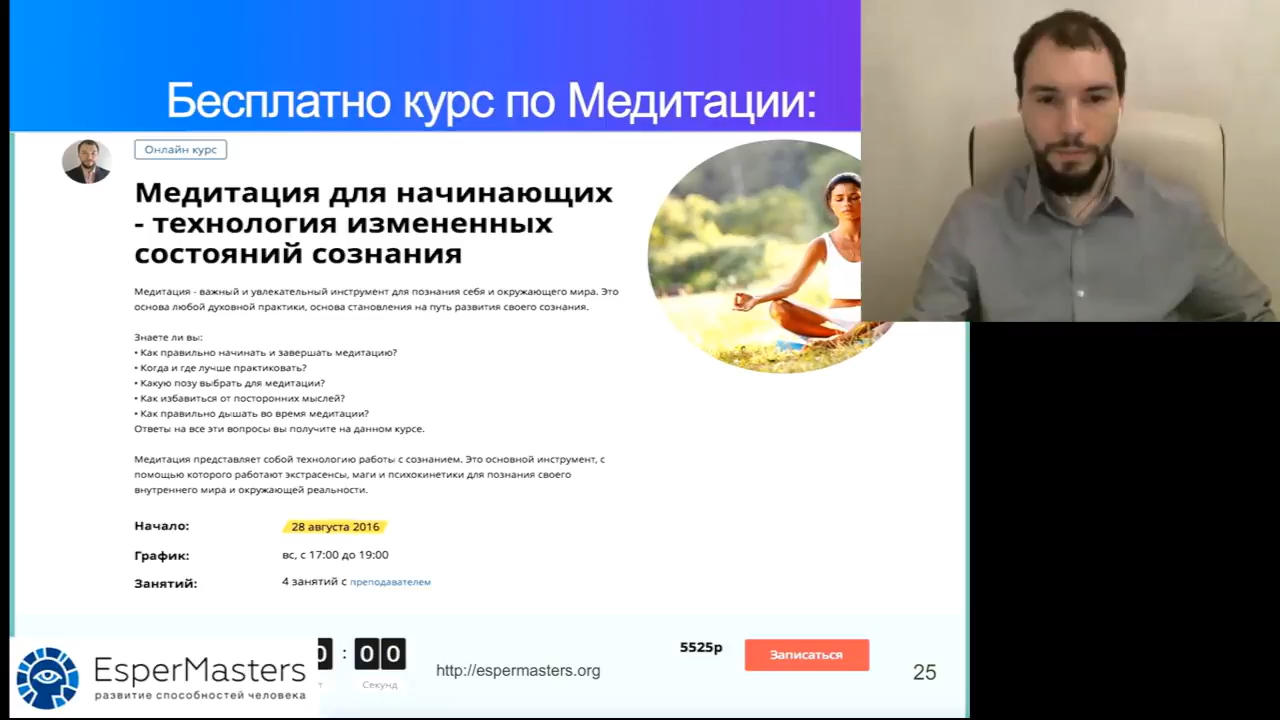 Бесплатно курс по Медитации:
Онлайн курс
Медитация для начинающих
- технология измененных
состояний сознания
Медитация - важный и увлекательный инструмент для познания себя и окружающего мира. Это
основа любой духовной практики, основа становления на путь развития своего сознания.
Знаете ли вы:
• Как правильно начинать и завершать медитацию?
• Когда и где лучше практиковать?
• Какую позу выбрать для медитации?
• Как избавиться от посторонних мыслей?
• Как правильно дышать во время медитации?
Ответы на все эти вопросы вы получите на данном курсе.
Медитация представляет собой технологию работы с сознанием. Это основной инструмент, с
помощью которого работают экстрасенсы, маги и психокинетики для познания своего
внутреннего мира и окружающей реальности.
Начало: 28 августа 2016
График: вс, с 17:00 до 19:00
Занятий: 4 занятий с преподавателем
EsperMasters
развитие способностей человека
0 : 00
Секунд
http://espermasters.org
5525р
Записаться
25